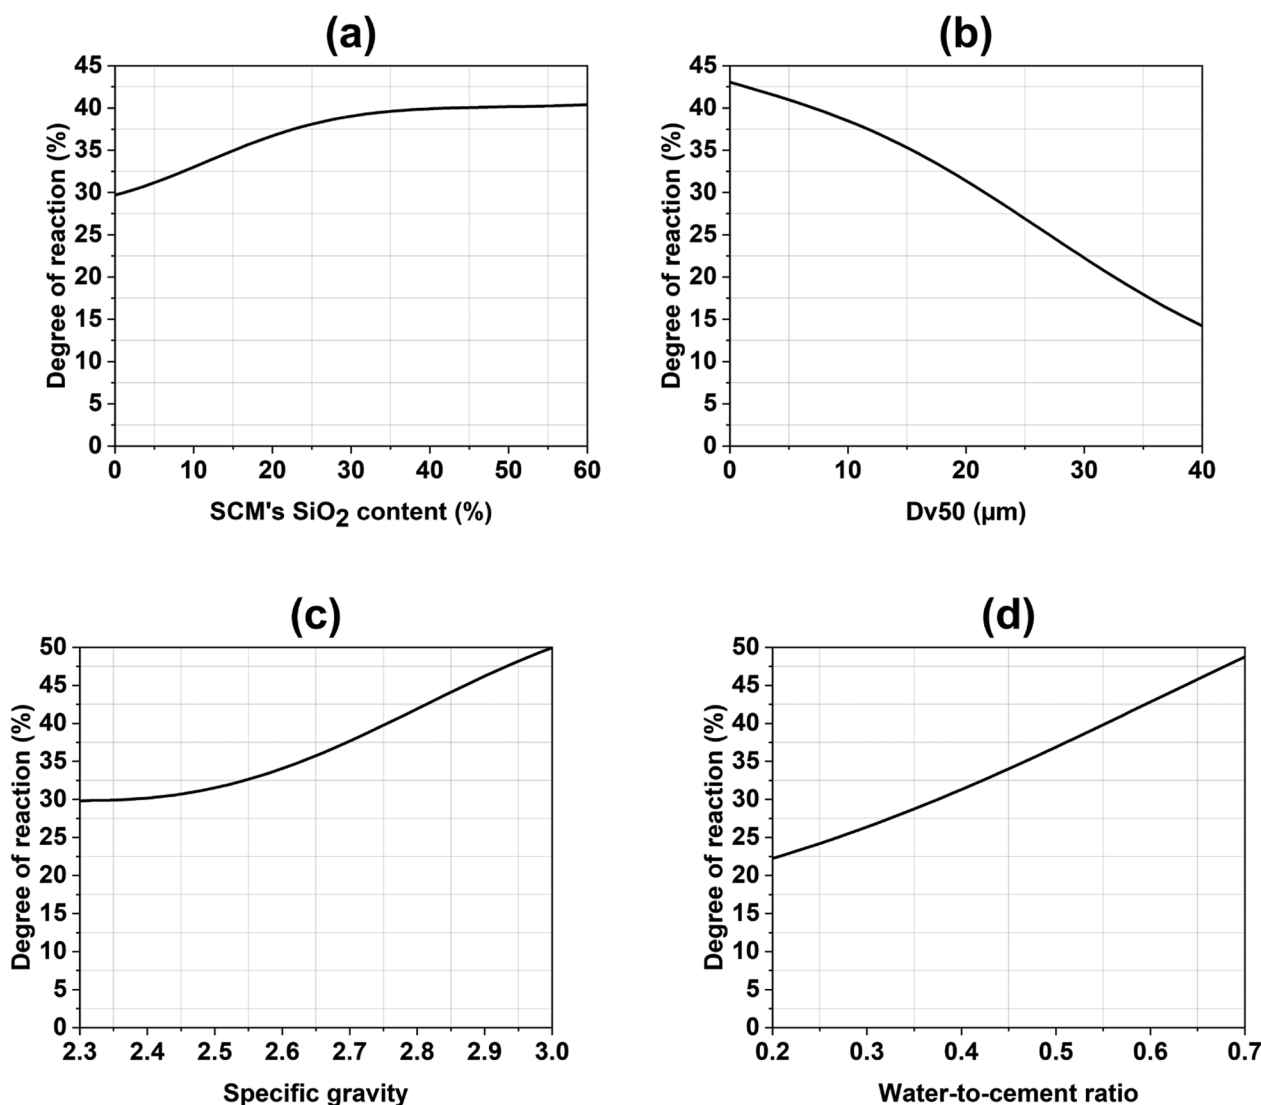 (a)
45
40
35
30
25
20
15
10
5
0
Degree of reaction (%)
0 10 20 30 40 50 60
SCM's SiO2 content (%)
(b)
45
40
35
30
25
20
15
10
5
0
Degree of reaction (%)
0 10 20 30 40
Dv50 (µm)
(c)
50
45
40
35
30
25
20
15
10
5
0
Degree of reaction (%)
2.3 2.4 2.5 2.6 2.7 2.8 2.9 3.0
Specific gravity
(d)
50
45
40
35
30
25
20
15
10
5
0
Degree of reaction (%)
0.2 0.3 0.4 0.5 0.6 0.7
Water-to-cement ratio